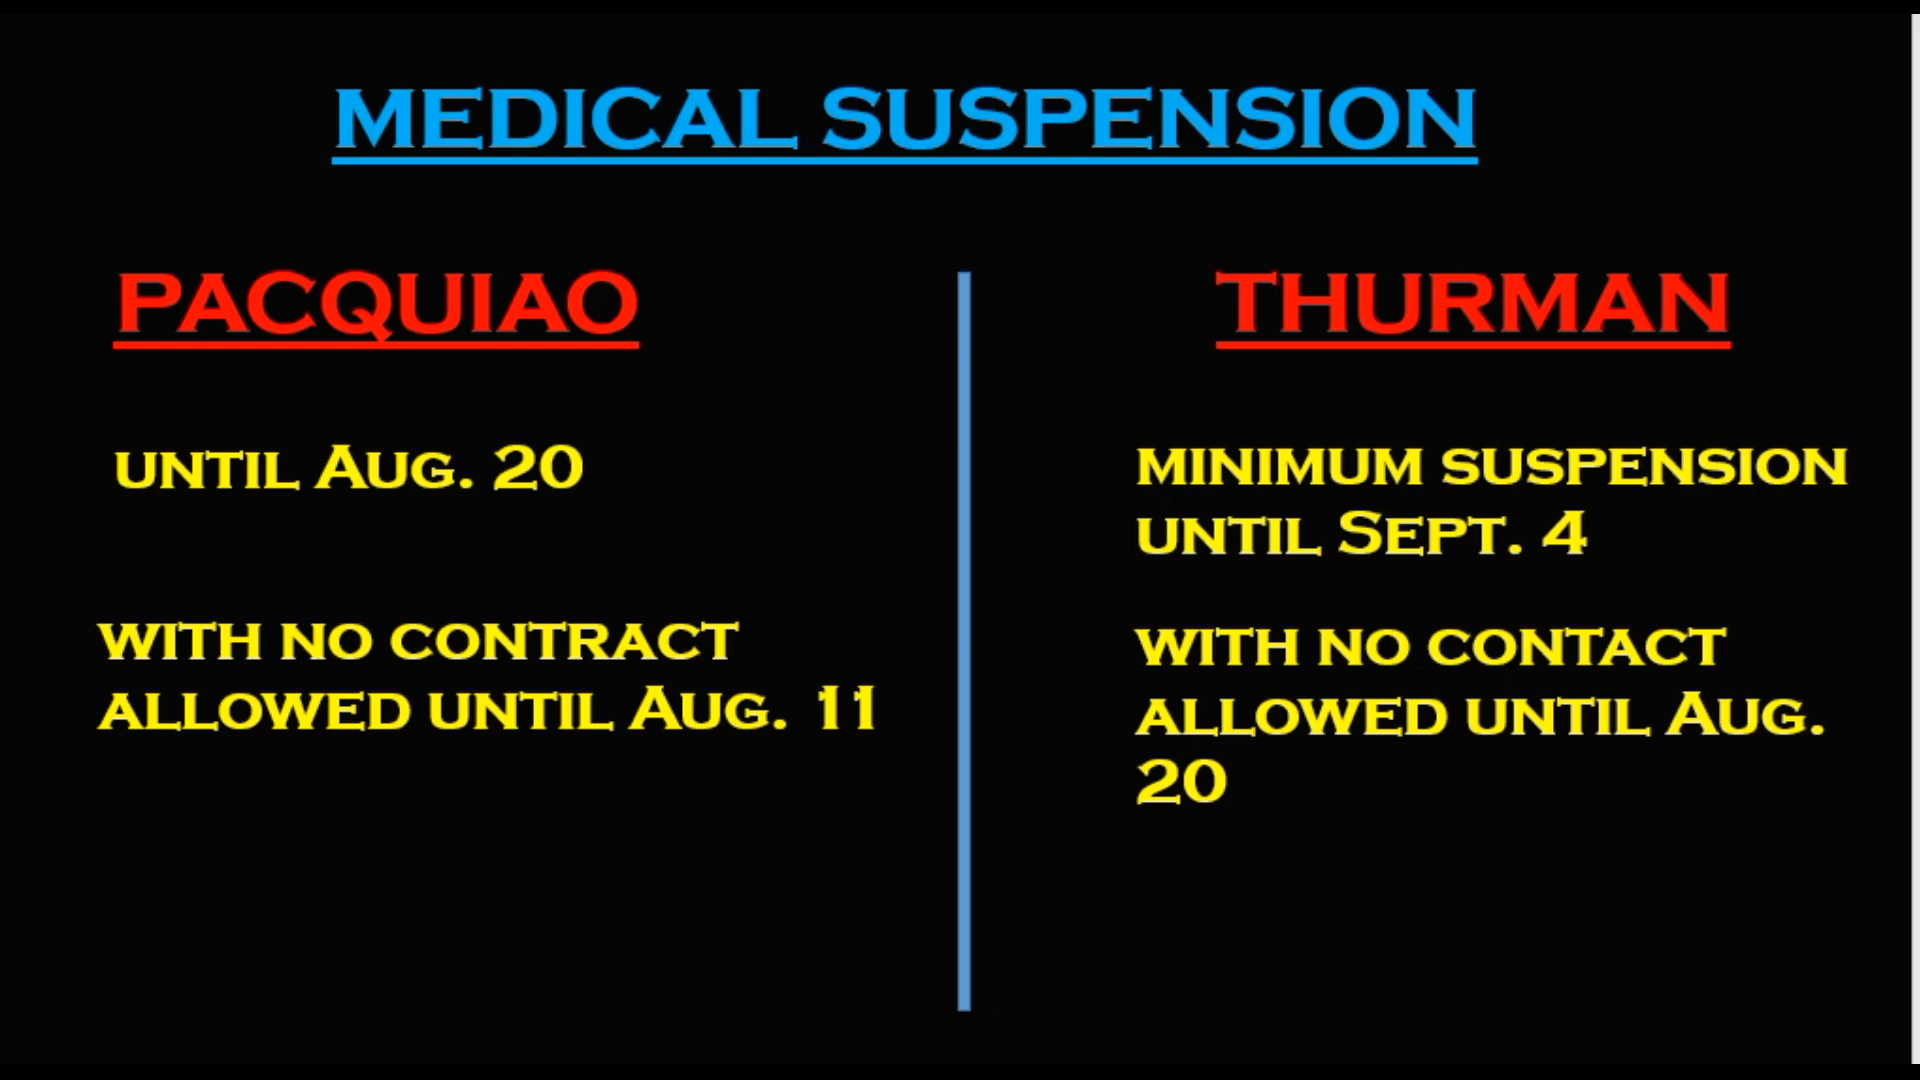 MEDICAL SUSPENSION
PACQUIAO
UNTIL AUG. 20
WITH NO CONTRACT
ALLOWED UNTIL AUG. 11
THURMAN
MINIMUM SUSPENSION
UNTIL SEPT. 4
WITH NO CONTACT
ALLOWED UNTIL AUG.
20